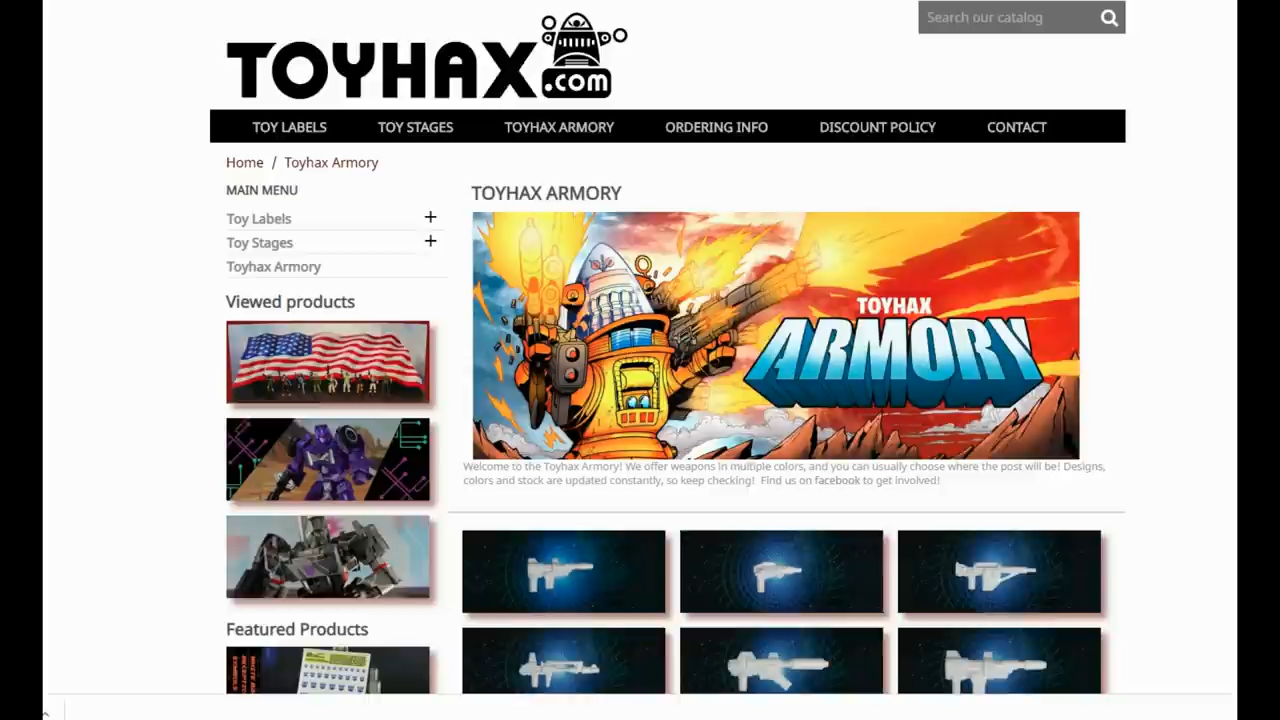 TOYHAX.com
Search our catalog
TOY LABELS
TOY STAGES
TOYHAX ARMORY
ORDERING INFO
DISCOUNT POLICY
CONTACT
Home / Toyhax Armory
MAIN MENU
Toy Labels +
Toy Stages +
Toyhax Armory
Viewed products
Featured Products
TOYHAX ARMORY
TOYHAX
ARMORY
Welcome to the Toyhax Armory! We offer weapons in multiple colors, and you can usually choose where the post will be! Designs,
colors and stock are updated constantly, so keep checking! Find us on facebook to get involved!